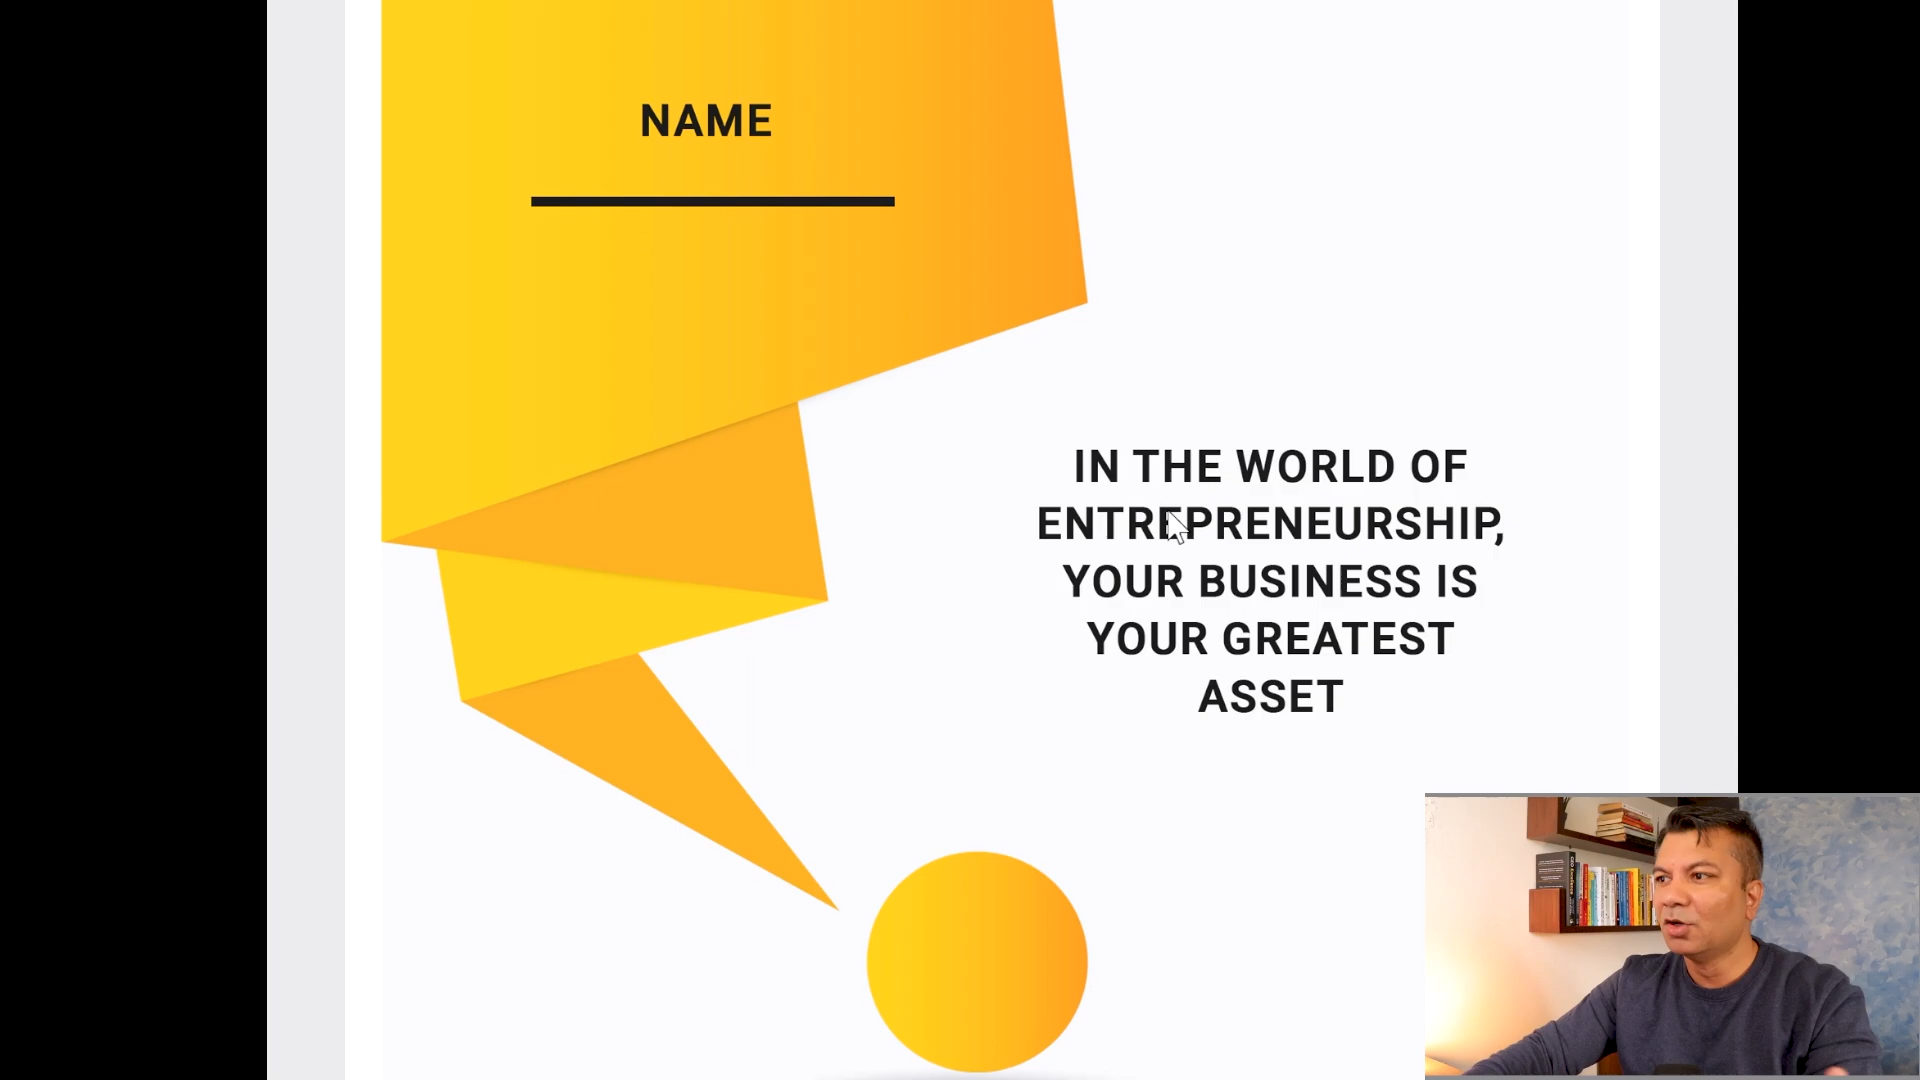 NAME
IN THE WORLD OF
ENTREPRENEURSHIP,
YOUR BUSINESS IS
YOUR GREATEST
ASSET